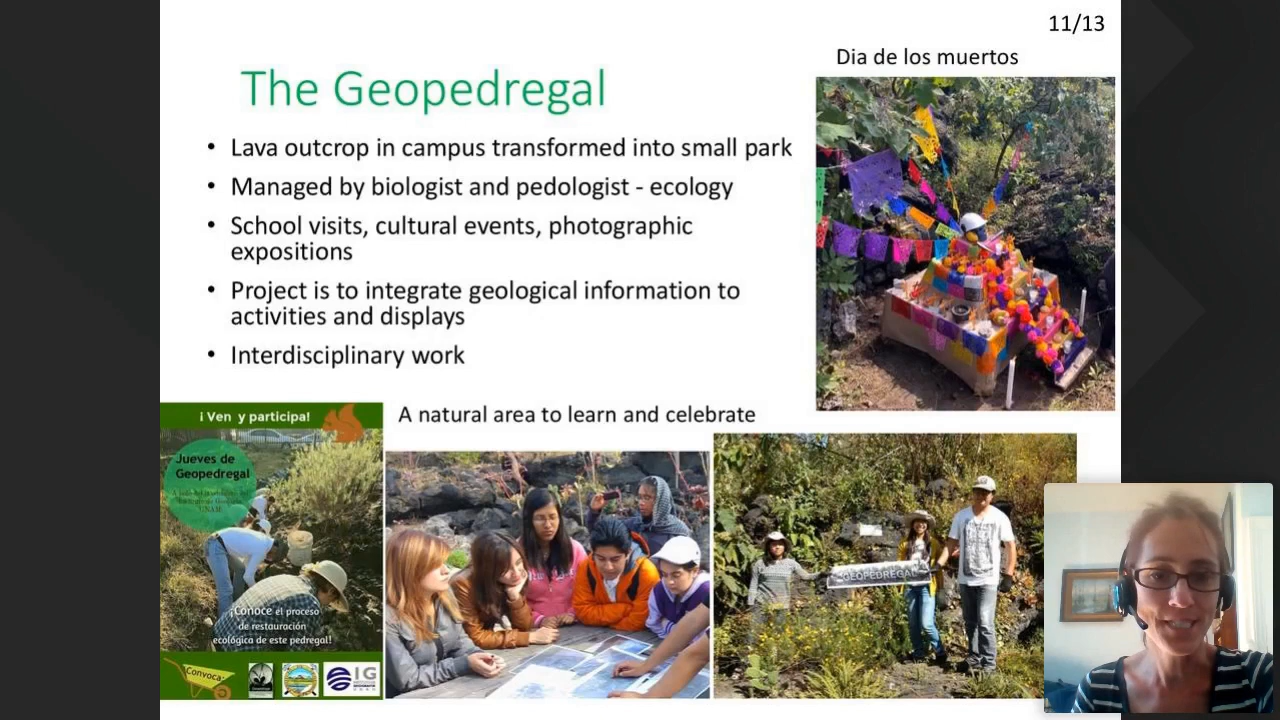 11/13
Dia de los muertos
The Geopedregal
• Lava outcrop in campus transformed into small park
• Managed by biologist and pedologist - ecology
• School visits, cultural events, photographic
expositions
• Project is to integrate geological information to
activities and displays
• Interdisciplinary work
A natural area to learn and celebrate
¡ Ven y participa!
Jueves de
Geopedregal
UNAM
¡Conoce el proceso
de restauración
ecológica de este pedregal!
Convoca:
IG
GEOPEDREGAL